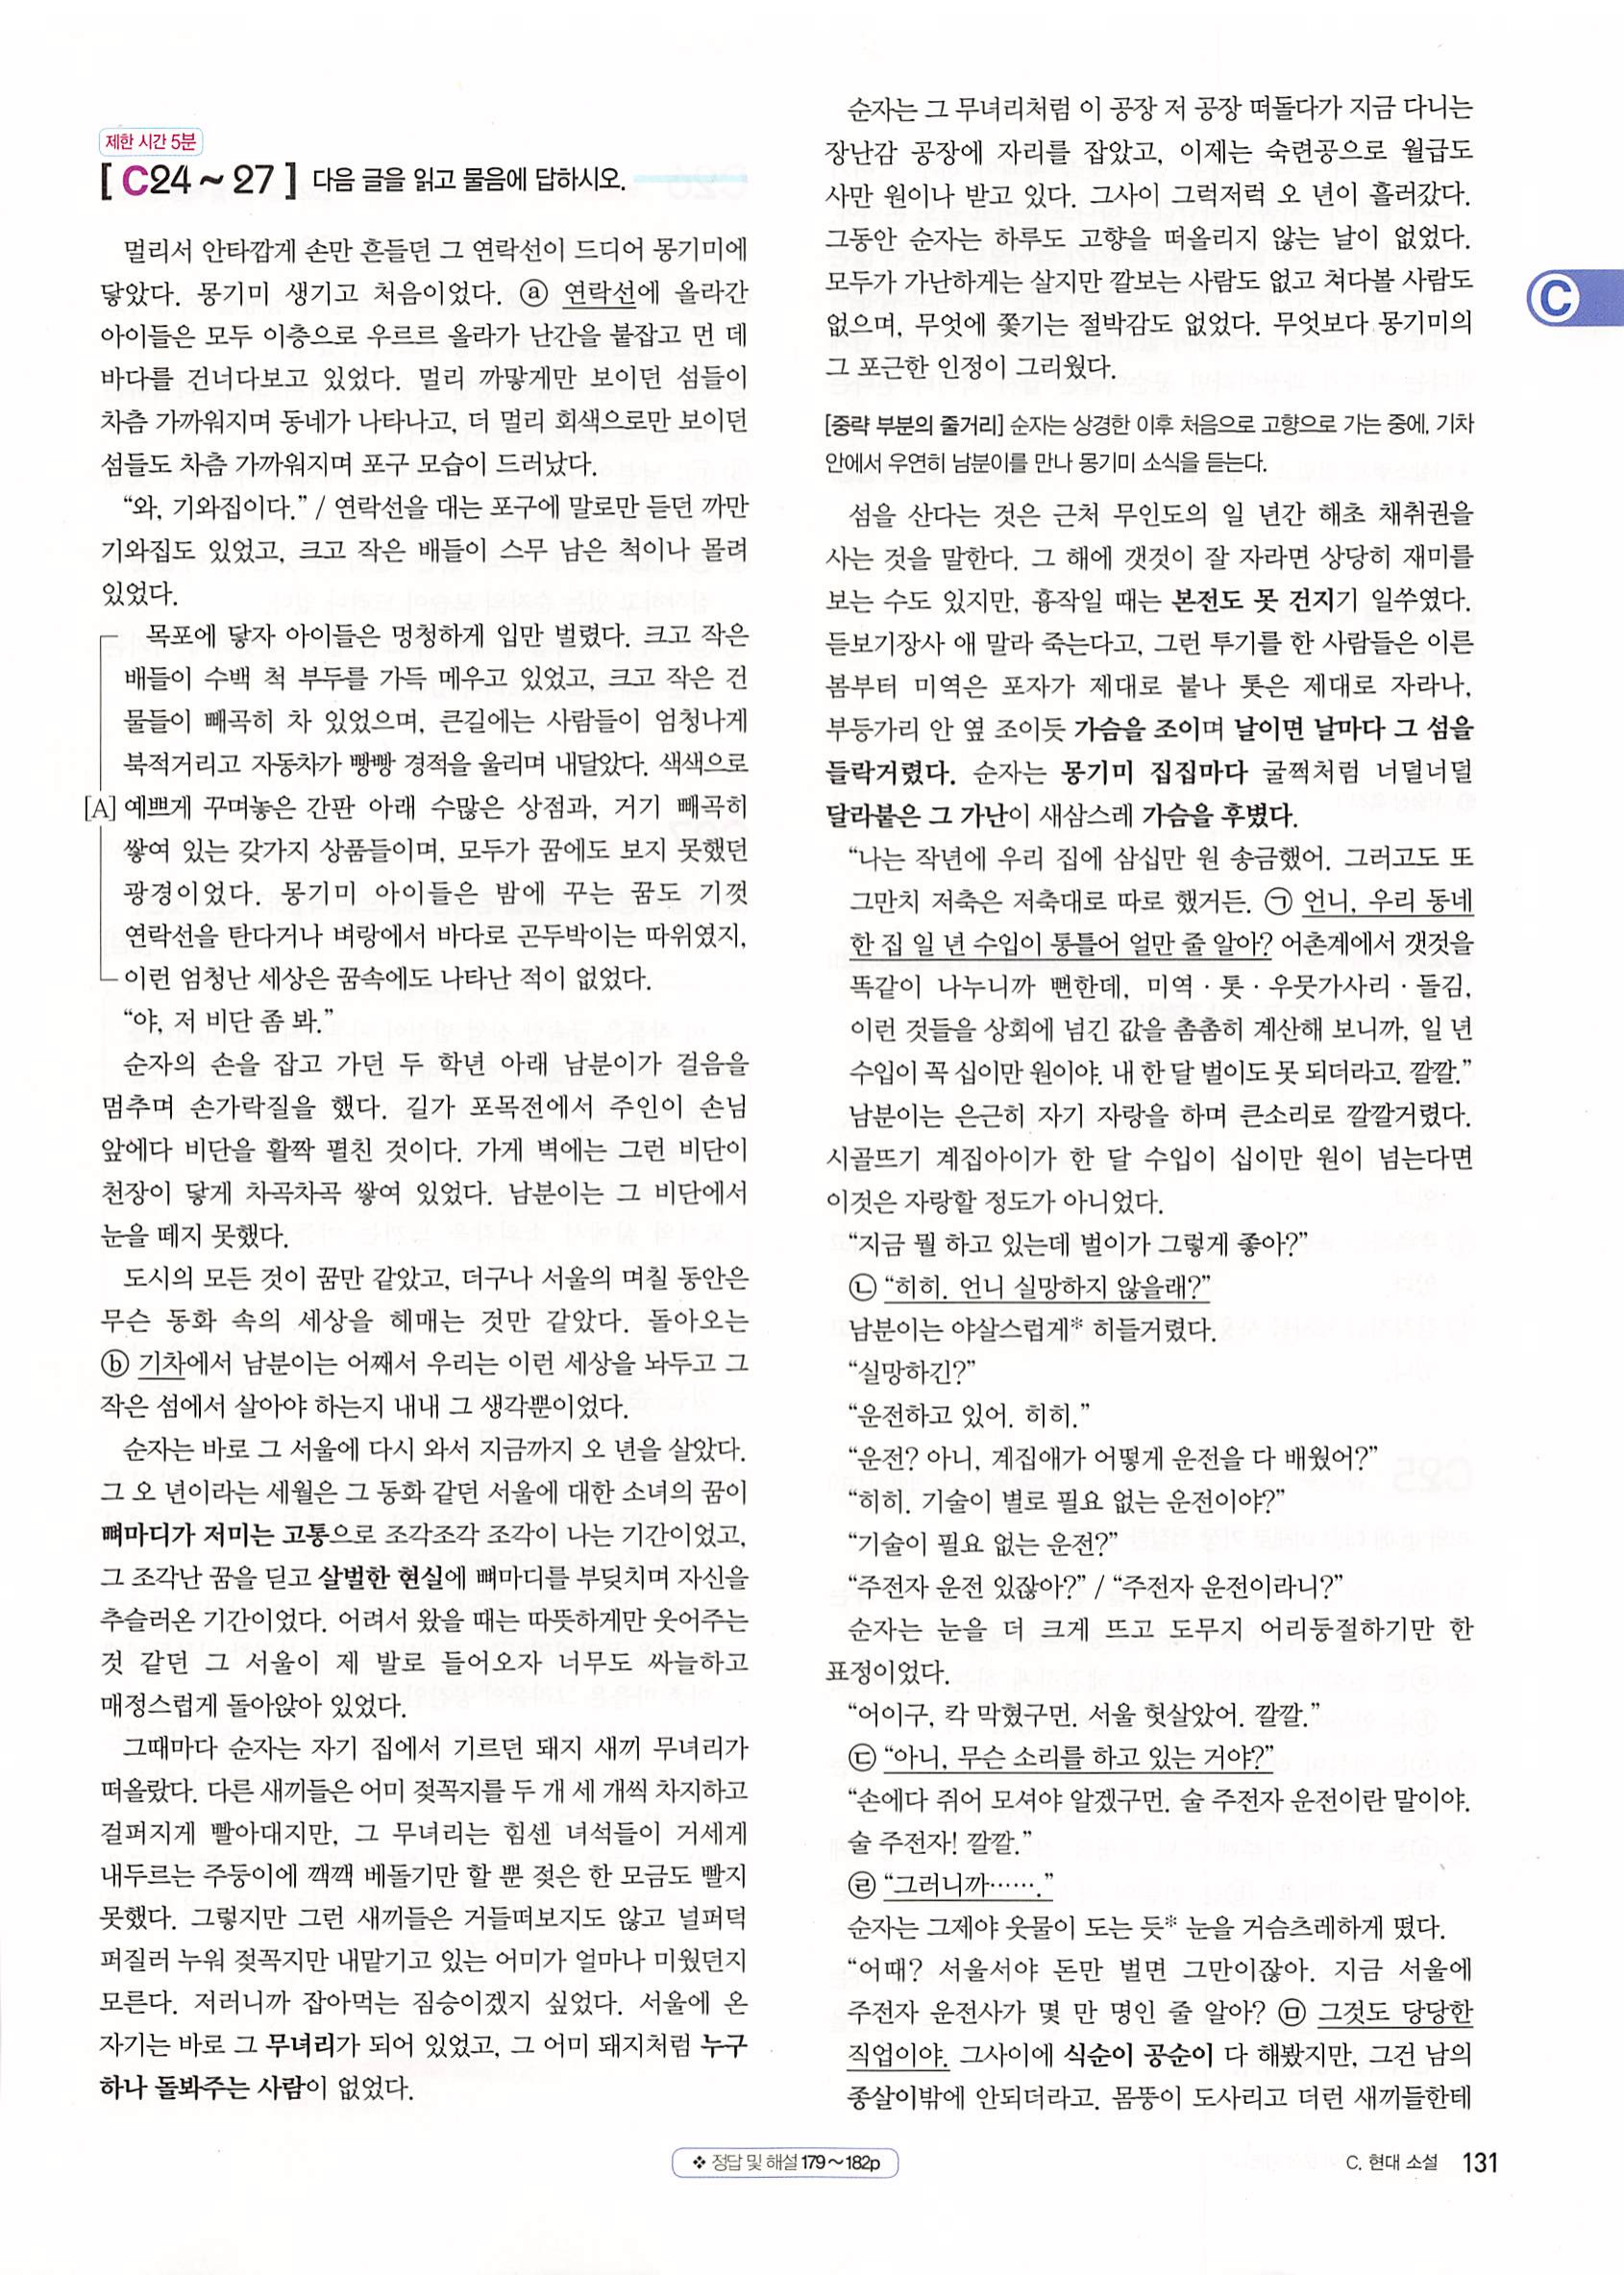 제한 시간 5분
[ C24 ~ 27 ] 다음 글을 읽고 물음에 답하시오.
멀리서 안타깝게 손만 흔들던 그 연락선이 드디어 몽기미에
닿았다. 몽기미 생기고 처음이었다. ⓐ 연락선에 올라간
아이들은 모두 이층으로 우르르 올라가 난간을 붙잡고 먼 데
바다를 건너다보고 있었다. 멀리 까맣게만 보이던 섬들이
차츰 가까워지며 동네가 나타나고, 더 멀리 회색으로만 보이던
섬들도 차츰 가까워지며 포구 모습이 드러났다.
“와, 기와집이다.” / 연락선을 대는 포구에 말로만 듣던 까만
기와집도 있었고, 크고 작은 배들이 스무 남은 척이나 몰려
있었다.
목포에 닿자 아이들은 멍청하게 입만 벌렸다. 크고 작은
배들이 수백 척 부두를 가득 메우고 있었고, 크고 작은 건
물들이 빼곡히 차 있었으며, 큰길에는 사람들이 엄청나게
북적거리고 자동차가 빵빵 경적을 울리며 내달았다. 색색으로
[A] 예쁘게 꾸며놓은 간판 아래 수많은 상점과, 거기 빼곡히
쌓여 있는 갖가지 상품들이며, 모두가 꿈에도 보지 못했던
광경이었다. 몽기미 아이들은 밤에 꾸는 꿈도 기껏
연락선을 탄다거나 벼랑에서 바다로 곤두박이는 따위였지,
이런 엄청난 세상은 꿈속에도 나타난 적이 없었다.
“야, 저 비단 좀 봐.”
순자의 손을 잡고 가던 두 학년 아래 남분이가 걸음을
멈추며 손가락질을 했다. 길가 포목전에서 주인이 손님
앞에다 비단을 활짝 펼친 것이다. 가게 벽에는 그런 비단이
천장이 닿게 차곡차곡 쌓여 있었다. 남분이는 그 비단에서
눈을 떼지 못했다.
도시의 모든 것이 꿈만 같았고, 더구나 서울의 며칠 동안은
무슨 동화 속의 세상을 헤매는 것만 같았다. 돌아오는
ⓑ 기차에서 남분이는 어째서 우리는 이런 세상을 놔두고 그
작은 섬에서 살아야 하는지 내내 그 생각뿐이었다.
순자는 바로 그 서울에 다시 와서 지금까지 오 년을 살았다.
그 오 년이라는 세월은 그 동화 같던 서울에 대한 소녀의 꿈이
뼈마디가 저미는 고통으로 조각조각 조각이 나는 기간이었고,
그 조각난 꿈을 딛고 살벌한 현실에 뼈마디를 부딪치며 자신을
추슬러온 기간이었다. 어려서 왔을 때는 따뜻하게만 웃어주는
것 같던 그 서울이 제 발로 들어오자 너무도 싸늘하고
매정스럽게 돌아앉아 있었다.
그때마다 순자는 자기 집에서 기르던 돼지 새끼 무녀리가
떠올랐다. 다른 새끼들은 어미 젖꼭지를 두 개 세 개씩 차지하고
걸퍼지게 빨아대지만, 그 무녀리는 힘센 녀석들이 거세게
내두르는 주둥이에 깩깩 베돌기만 할 뿐 젖은 한 모금도 빨지
못했다. 그렇지만 그런 새끼들은 거들떠보지도 않고 널퍼덕
퍼질러 누워 젖꼭지만 내맡기고 있는 어미가 얼마나 미웠던지
모른다. 저러니까 잡아먹는 짐승이겠지 싶었다. 서울에 온
자기는 바로 그 무녀리가 되어 있었고, 그 어미 돼지처럼 누구
하나 돌봐주는 사람이 없었다.
순자는 그 무녀리처럼 이 공장 저 공장 떠돌다가 지금 다니는
장난감 공장에 자리를 잡았고, 이제는 숙련공으로 월급도
사만 원이나 받고 있다. 그사이 그럭저럭 오 년이 흘러갔다.
그동안 순자는 하루도 고향을 떠올리지 않는 날이 없었다.
모두가 가난하게는 살지만 깔보는 사람도 없고 쳐다볼 사람도
없으며, 무엇에 쫓기는 절박감도 없었다. 무엇보다 몽기미의
그 포근한 인정이 그리웠다.
[중략 부분의 줄거리] 순자는 상경한 이후 처음으로 고향으로 가는 중에, 기차
안에서 우연히 남분이를 만나 몽기미 소식을 듣는다.
섬을 산다는 것은 근처 무인도의 일 년간 해초 채취권을
사는 것을 말한다. 그 해에 갯것이 잘 자라면 상당히 재미를
보는 수도 있지만, 흉작일 때는 본전도 못 건지기 일쑤였다.
듣보기장사 애 말라 죽는다고, 그런 투기를 한 사람들은 이른
봄부터 미역은 포자가 제대로 붙나 톳은 제대로 자라나,
부등가리 안 옆 조이듯 가슴을 조이며 날이면 날마다 그 섬을
들락거렸다. 순자는 몽기미 집집마다 굴쩍처럼 너덜너덜
달라붙은 그 가난이 새삼스레 가슴을 후볐다.
“나는 작년에 우리 집에 삼십만 원 송금했어. 그러고도 또
그만치 저축은 저축대로 따로 했거든. ㉠ 언니, 우리 동네
한 집 일 년 수입이 통틀어 얼만 줄 알아? 어촌계에서 갯것을
똑같이 나누니까 뻔한데, 미역 · 톳 · 우뭇가사리 · 돌김,
이런 것들을 상회에 넘긴 값을 촘촘히 계산해 보니까, 일 년
수입이 꼭 십이만 원이야. 내 한 달 벌이도 못 되더라고. 깔깔.”
남분이는 은근히 자기 자랑을 하며 큰소리로 깔깔거렸다.
시골뜨기 계집아이가 한 달 수입이 십이만 원이 넘는다면
이것은 자랑할 정도가 아니었다.
“지금 뭘 하고 있는데 벌이가 그렇게 좋아?”
㉡ “히히. 언니 실망하지 않을래?”
남분이는 야살스럽게* 히들거렸다.
“실망하긴?”
“운전하고 있어. 히히.”
“운전? 아니, 계집애가 어떻게 운전을 다 배웠어?”
“히히. 기술이 별로 필요 없는 운전이야?”
“기술이 필요 없는 운전?”
“주전자 운전 있잖아?” / “주전자 운전이라니?”
순자는 눈을 더 크게 뜨고 도무지 어리둥절하기만 한
표정이었다.
“어이구, 칵 막혔구먼. 서울 헛살았어. 깔깔.”
㉢ “아니, 무슨 소리를 하고 있는 거야?”
“손에다 쥐어 모셔야 알겠구먼. 술 주전자 운전이란 말이야.
술 주전자! 깔깔.”
㉣ “그러니까…….”
순자는 그제야 웃물이 도는 듯* 눈을 거슴츠레하게 떴다.
“어때? 서울서야 돈만 벌면 그만이잖아. 지금 서울에
주전자 운전사가 몇 만 명인 줄 알아? ㉤ 그것도 당당한
직업이야. 그사이에 식순이 공순이 다 해봤지만, 그건 남의
종살이밖에 안되더라고. 몸뚱이 도사리고 더런 새끼들한테
C
❖ 정답 및 해설 179~182p
C. 현대 소설 131